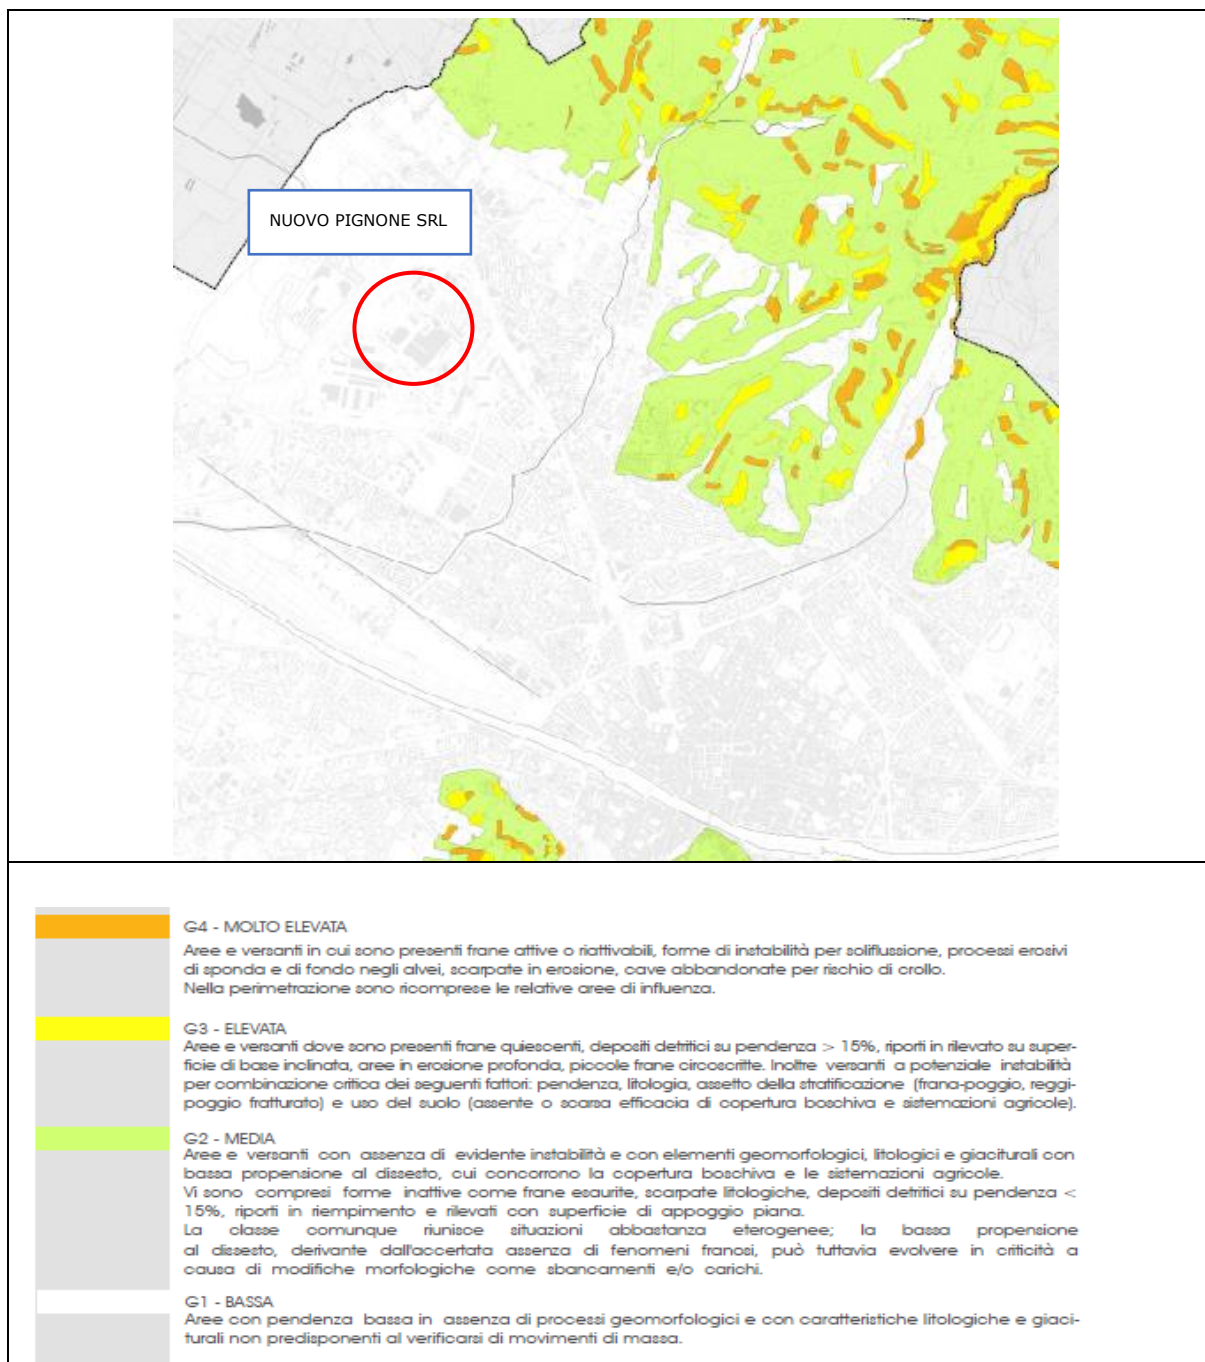 NUOVO PIGNONE SRL
G4 - MOLTO ELEVATA
Aree e versanti in cui sono presenti frane attive o riattivabili, forme di instabilità per soliflussione, processi erosivi
di sponda e di fondo negli alvei, scarpate in erosione, cave abbandonate per rischio di crollo.
Nella perimetrazione sono ricomprese le relative aree di influenza.
G3 - ELEVATA
Aree e versanti dove sono presenti frane quiescenti, depositi detritici su pendenza > 15%, riporti in rilevato su super-
ficie di base inclinata, aree in erosione profonda, piccole frane circoscritte. Inoltre versanti a potenziale instabilità
per combinazione critica dei seguenti fattori: pendenza, litologia, assetto della stratificazione (frana-poggio, reggi-
poggio fratturato) e uso del suolo (assente o scarsa efficacia di copertura boschiva e sistemazioni agricole).
G2 - MEDIA
Aree e versanti con assenza di evidente instabilità e con elementi geomorfologici, litologici e giaciturali con
bassa propensione al dissesto, cui concorrono la copertura boschiva e le sistemazioni agricole.
Vi sono compresi forme inattive come frane esaurite, scarpate litologiche, depositi detritici su pendenza <
15%, riporti in riempimento e rilevati con superficie di appoggio piana.
La classe comunque riunisce situazioni abbastanza eterogenee; la bassa propensione
al dissesto, derivante dall'accertata assenza di fenomeni franosi, può tuttavia evolvere in criticità a
causa di modifiche morfologiche come sbancamenti e/o carichi.
G1 - BASSA
Aree con pendenza bassa in assenza di processi geomorfologici e con caratteristiche litologiche e giaci-
turali non predisponenti al verificarsi di movimenti di massa.